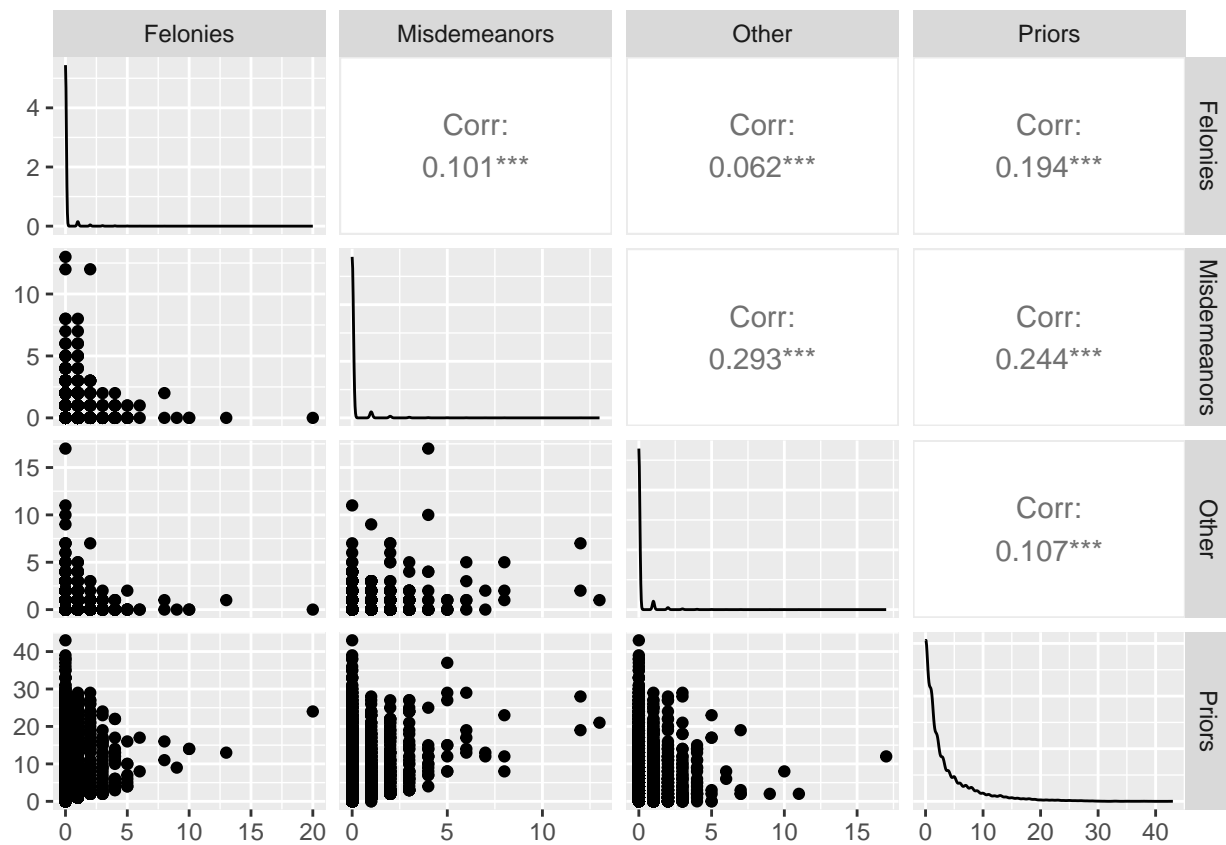 Felonies Misdemeanors Other Priors
4
2
0
Corr:
0.101***
Corr:
0.062***
Corr:
0.194***
Felonies
10
5
0
Corr:
0.293***
Corr:
0.244***
Misdemeanors
15
10
5
0
Corr:
0.107***
Other
40
30
20
10
0
Priors
0 5 10 15 20 0 5 10 0 5 10 15 0 10 20 30 40